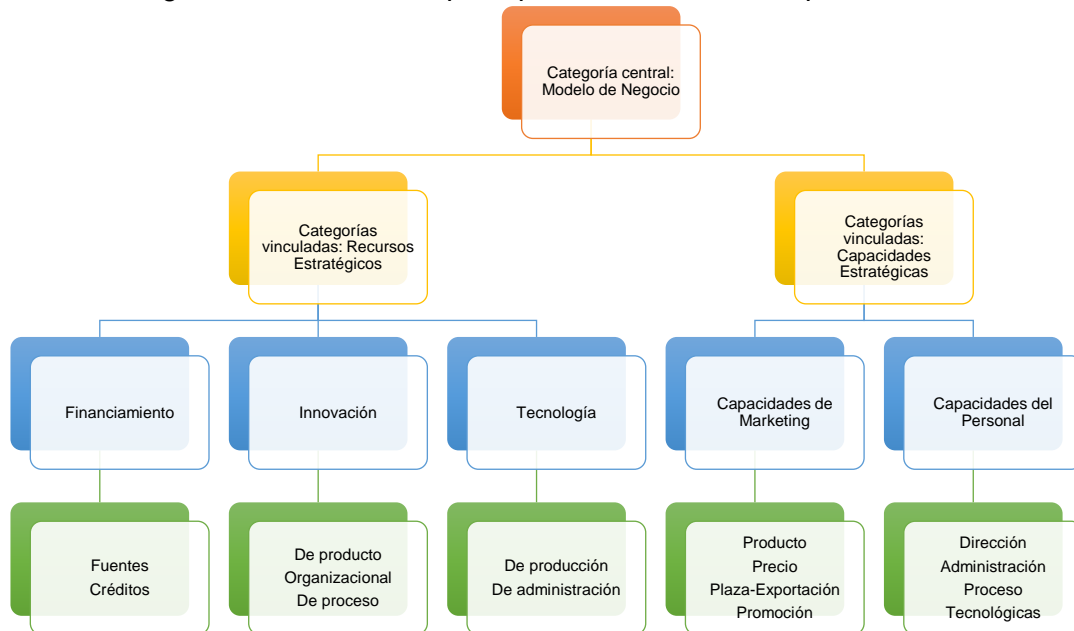 Categoría central:
Modelo de Negocio
Categorías
vinculadas: Recursos
Estratégicos
Categorías
vinculadas:
Capacidades
Estratégicas
Financiamiento
Innovación
Tecnología
Capacidades de
Marketing
Capacidades del
Personal
Fuentes
Créditos
De producto
Organizacional
De proceso
De producción
De administración
Producto
Precio
Plaza-Exportación
Promoción
Dirección
Administración
Proceso
Tecnológicas